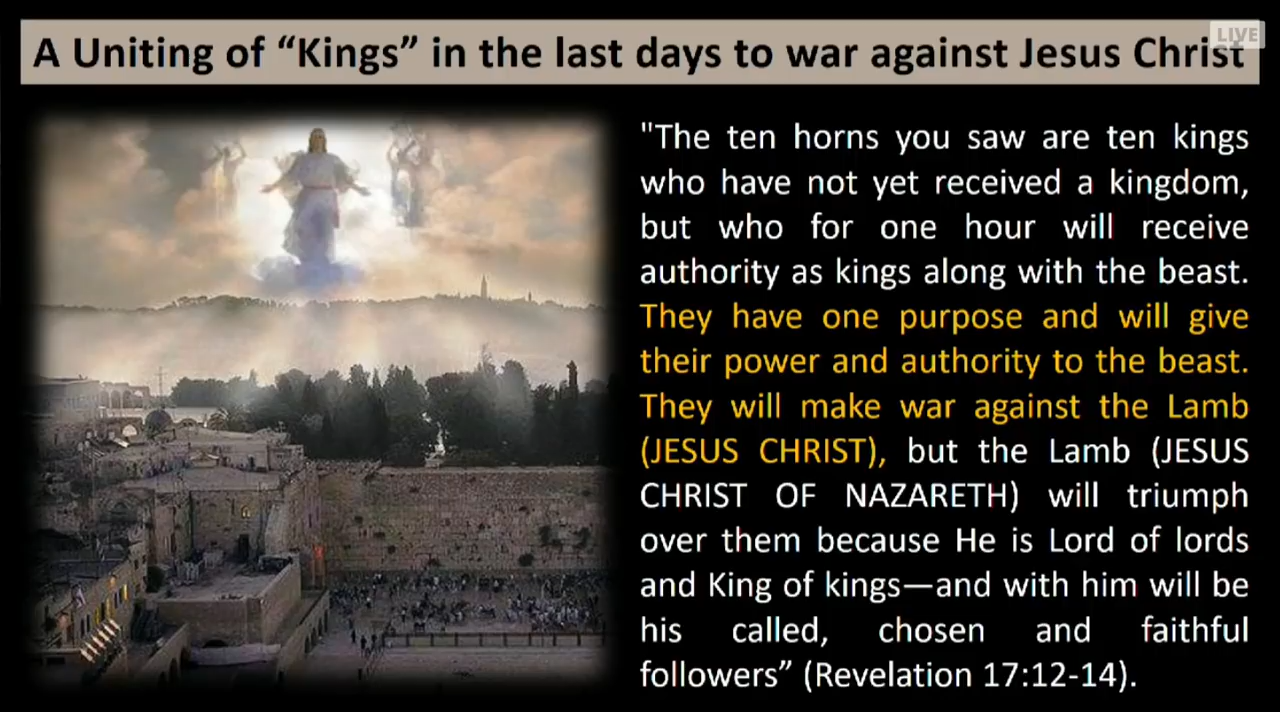 A Uniting of “Kings” in the last days to war against Jesus Christ
LIVE
"The ten horns you saw are ten kings
who have not yet received a kingdom,
but who for one hour will receive
authority as kings along with the beast.
They have one purpose and will give
their power and authority to the beast.
They will make war against the Lamb
(JESUS CHRIST), but the Lamb (JESUS
CHRIST OF NAZARETH) will triumph
over them because He is Lord of lords
and King of kings—and with him will be
his called, chosen and faithful
followers” (Revelation 17:12-14).